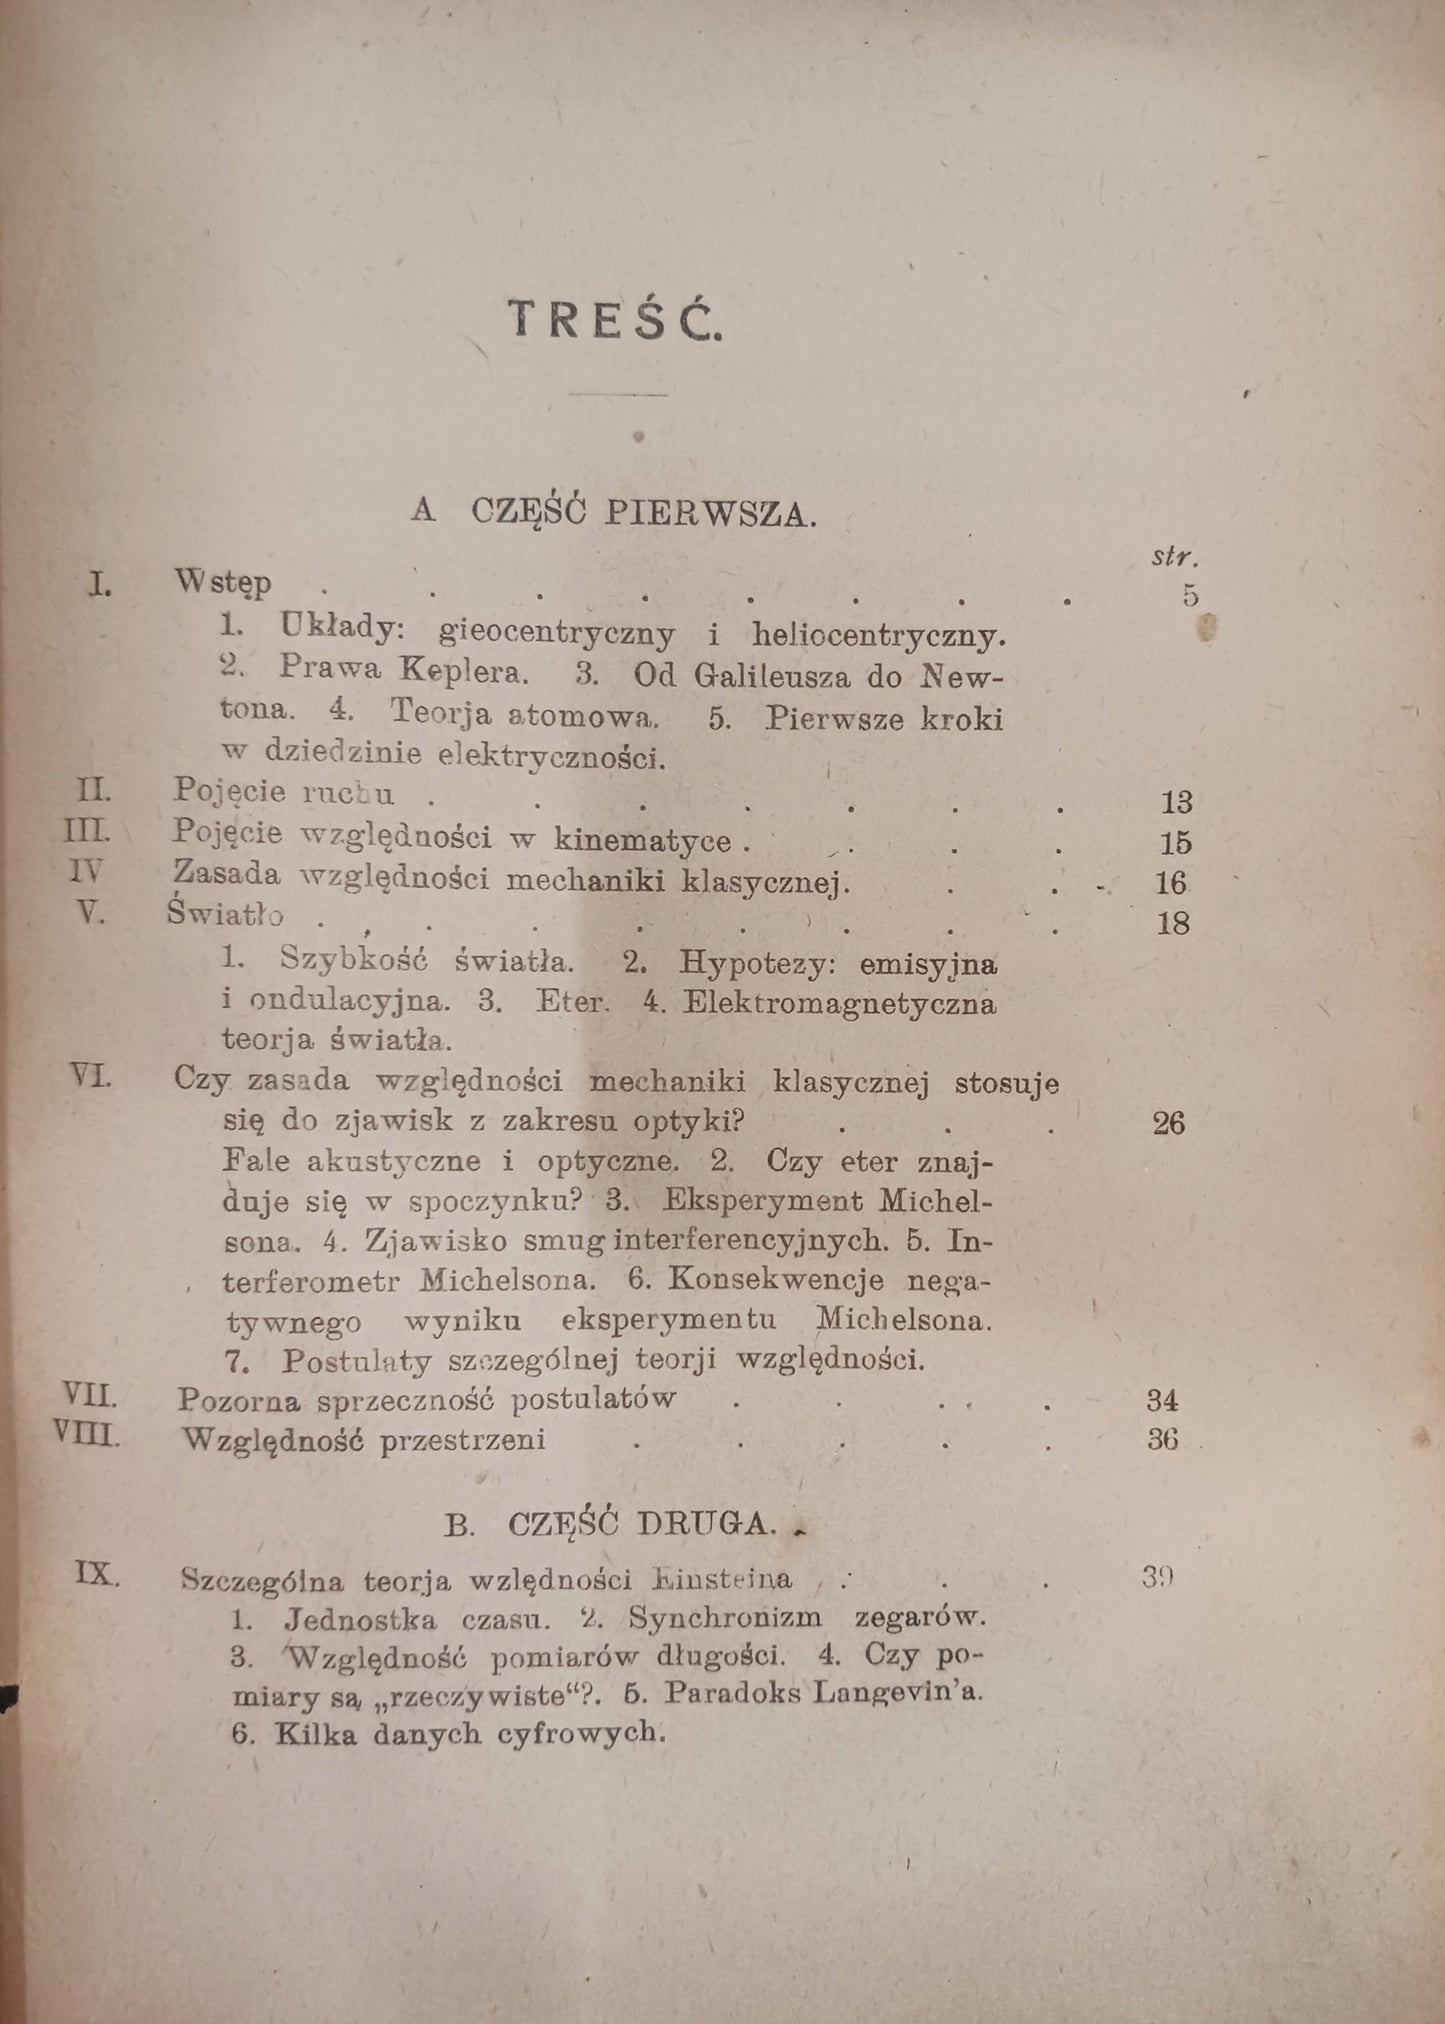 TREŚĆ.
A CZĘŚĆ PIERWSZA.
str.
I. Wstęp . . . . . . . . 5
1. Układy: gieocentryczny i heliocentryczny.
2. Prawa Keplera. 3. Od Galileusza do New-
tona. 4. Teorja atomowa. 5. Pierwsze kroki
w dziedzinie elektryczności.
II. Pojęcie ruchu . . . . . . . 13
III. Pojęcie względności w kinematyce . . . . 15
IV Zasada względności mechaniki klasycznej. . . 16
V. Światło . . . . . . . . 18
1. Szybkość światła. 2. Hypotezy: emisyjna
i ondulacyjna. 3. Eter. 4. Elektromagnetyczna
teorja światła.
VI. Czy zasada względności mechaniki klasycznej stosuje
się do zjawisk z zakresu optyki? . . . 26
Fale akustyczne i optyczne. 2. Czy eter znaj-
duje się w spoczynku? 3. Eksperyment Michel-
sona. 4. Zjawisko smug interferencyjnych. 5. In-
terferometr Michelsona. 6. Konsekwencje nega-
tywnego wyniku eksperymentu Michelsona.
7. Postulaty szczególnej teorji względności.
VII. Pozorna sprzeczność postulatów . . . . 34
VIII. Względność przestrzeni . . . . . 36
B. CZĘŚĆ DRUGA.
IX. Szczególna teorja wzlędności Einsteina . . . 39
1. Jednostka czasu. 2. Synchronizm zegarów.
3. Względność pomiarów długości. 4. Czy po-
miary są „rzeczywiste“?. 5. Paradoks Langevin’a.
6. Kilka danych cyfrowych.